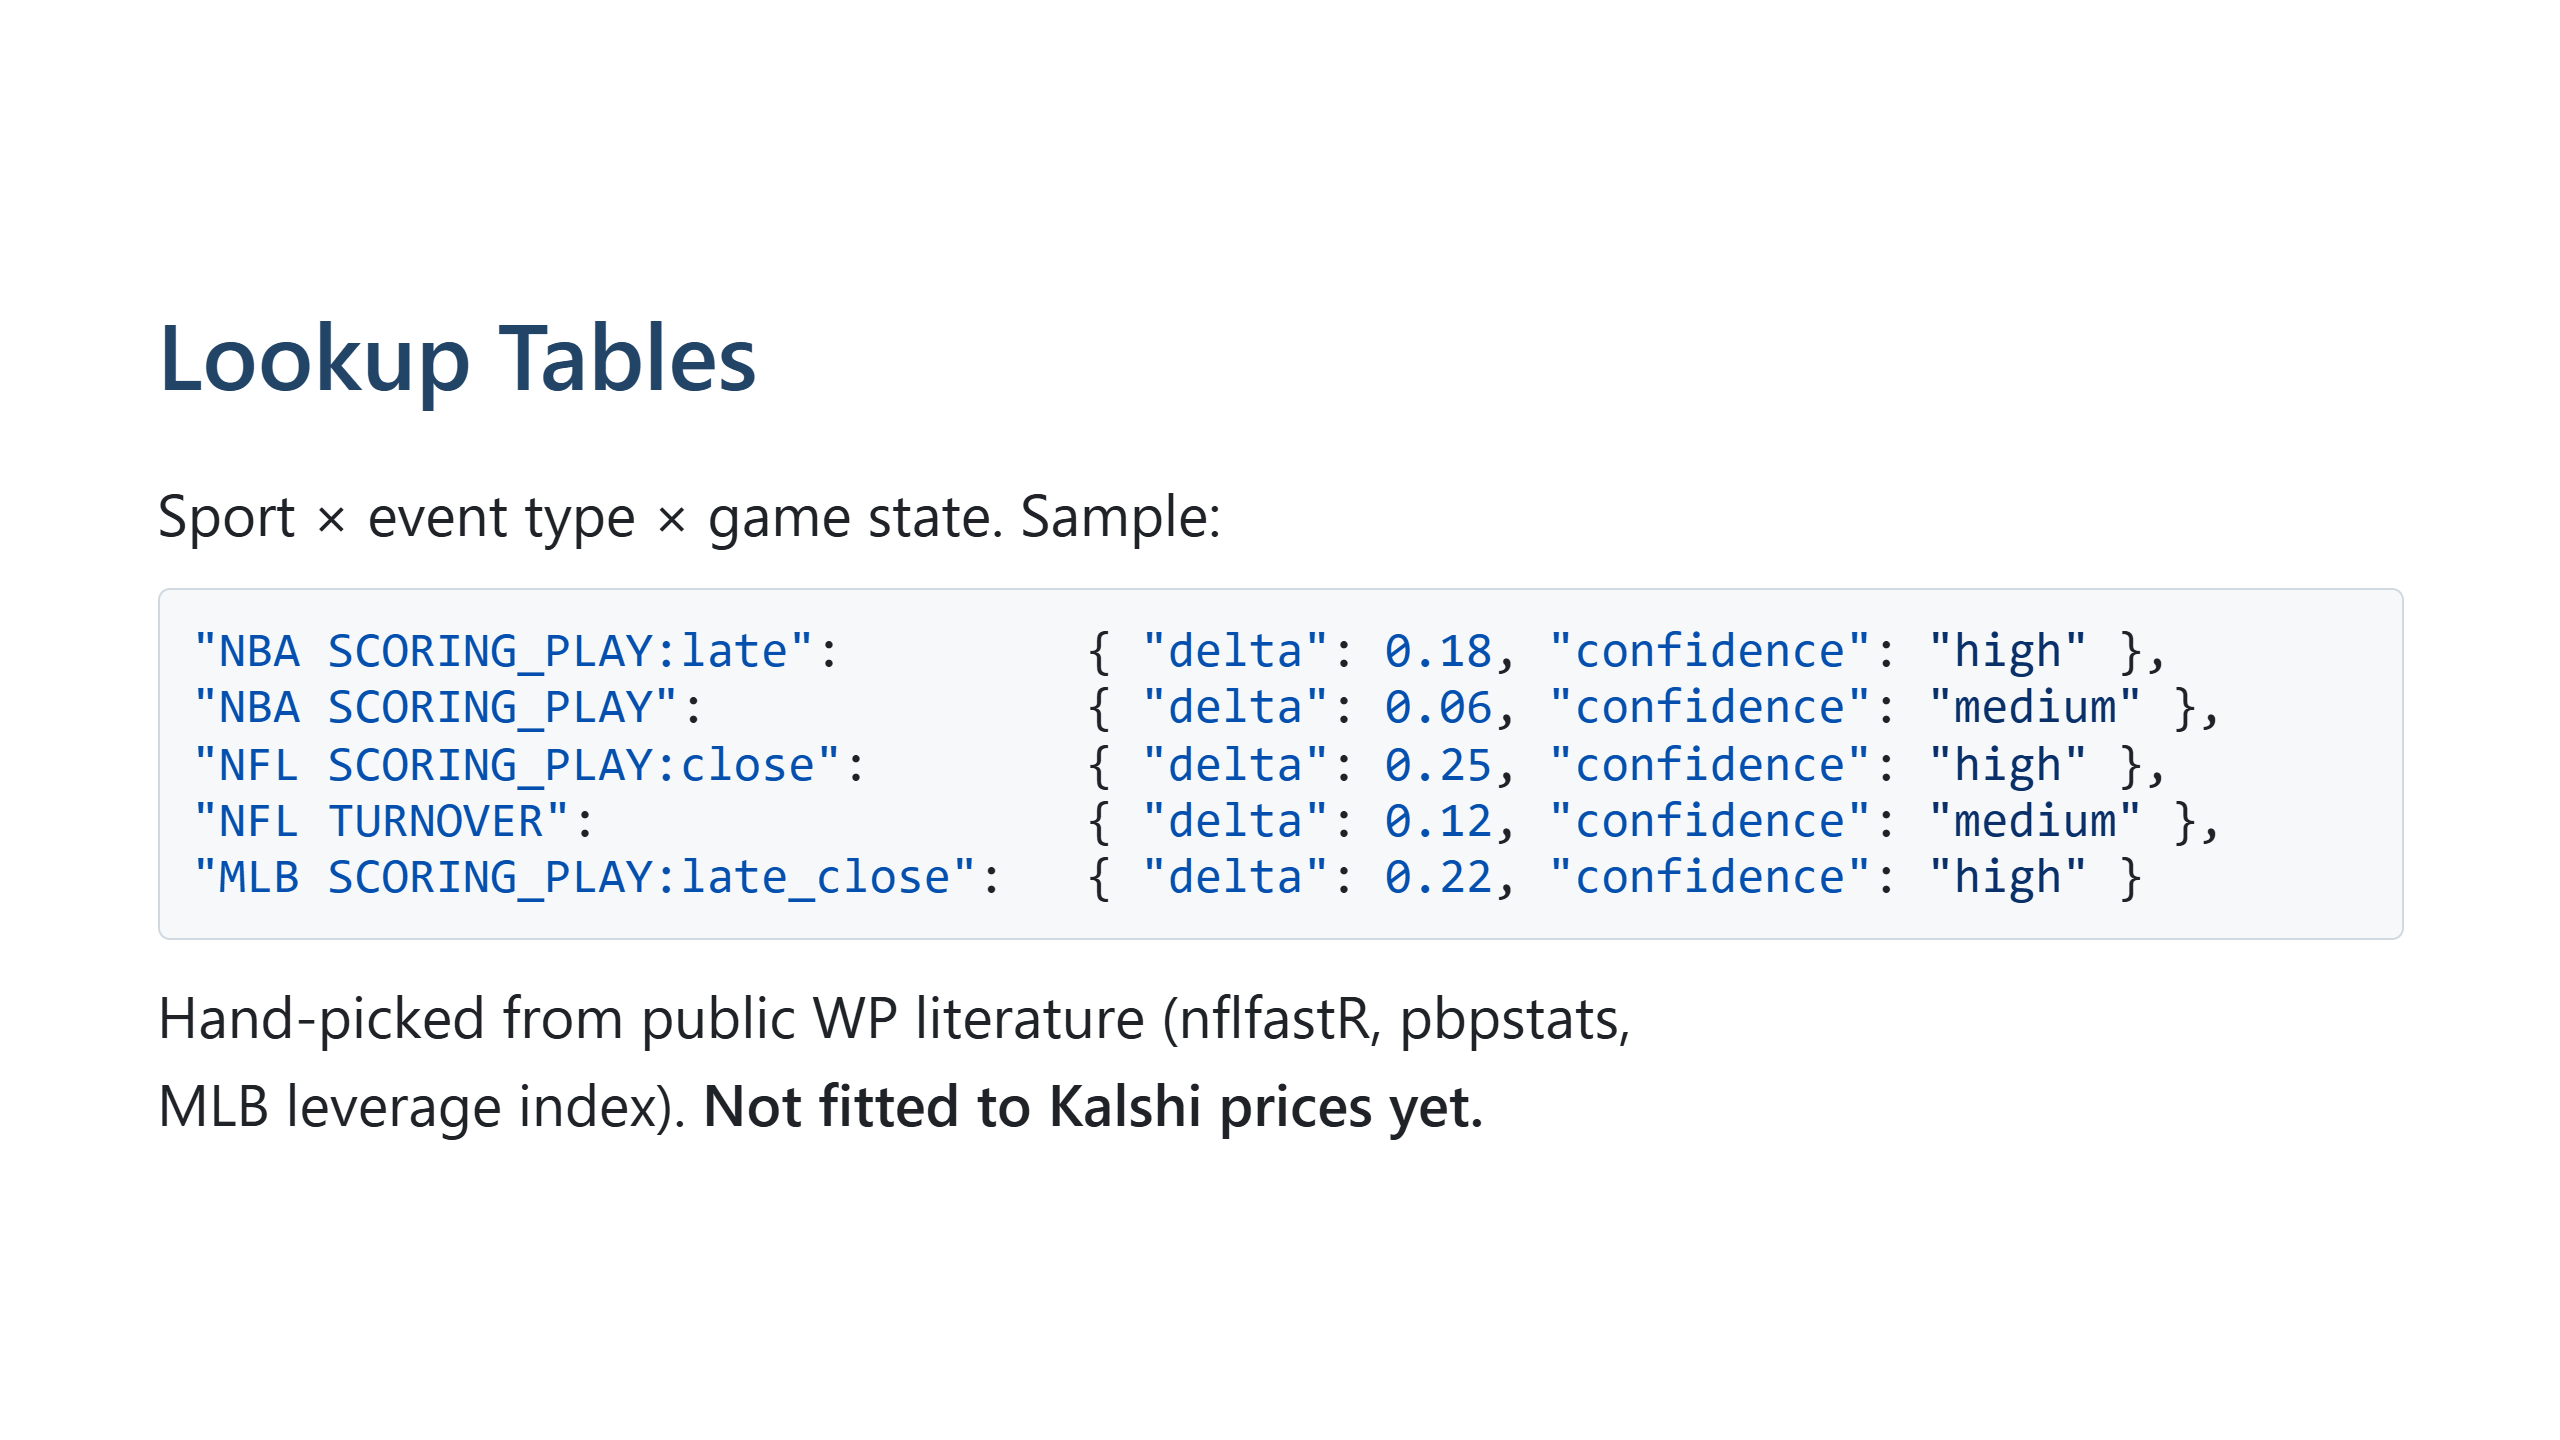 Lookup Tables
Sport × event type × game state. Sample:
"NBA SCORING_PLAY:late":          { "delta": 0.18, "confidence": "high" },
"NBA SCORING_PLAY":               { "delta": 0.06, "confidence": "medium" },
"NFL SCORING_PLAY:close":         { "delta": 0.25, "confidence": "high" },
"NFL TURNOVER":                   { "delta": 0.12, "confidence": "medium" },
"MLB SCORING_PLAY:late_close":    { "delta": 0.22, "confidence": "high" }
Hand-picked from public WP literature (nflfastR, pbpstats,
MLB leverage index). Not fitted to Kalshi prices yet.